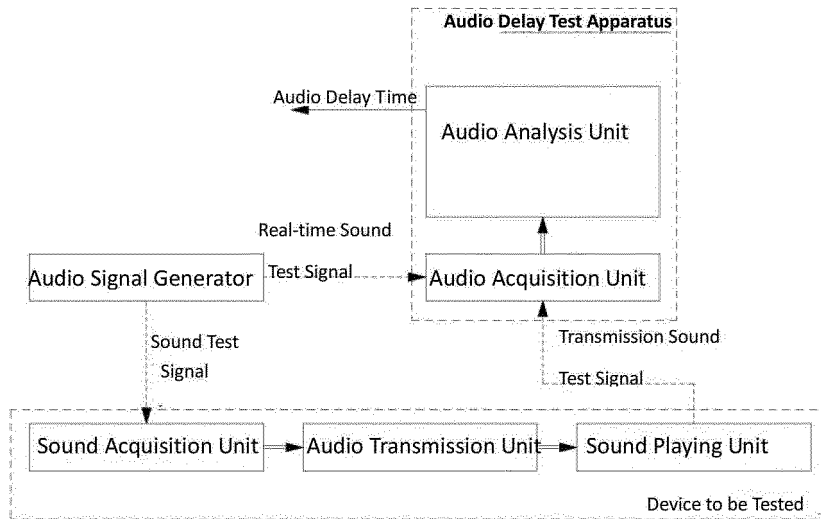 Audio Delay Test Apparatus
Audio Delay Time
Audio Analysis Unit
Real-time Sound
Test Signal
Audio Signal Generator
Audio Acquisition Unit
Sound Test
Signal
Transmission Sound
Test Signal
Sound Acquisition Unit
Audio Transmission Unit
Sound Playing Unit
Device to be Tested